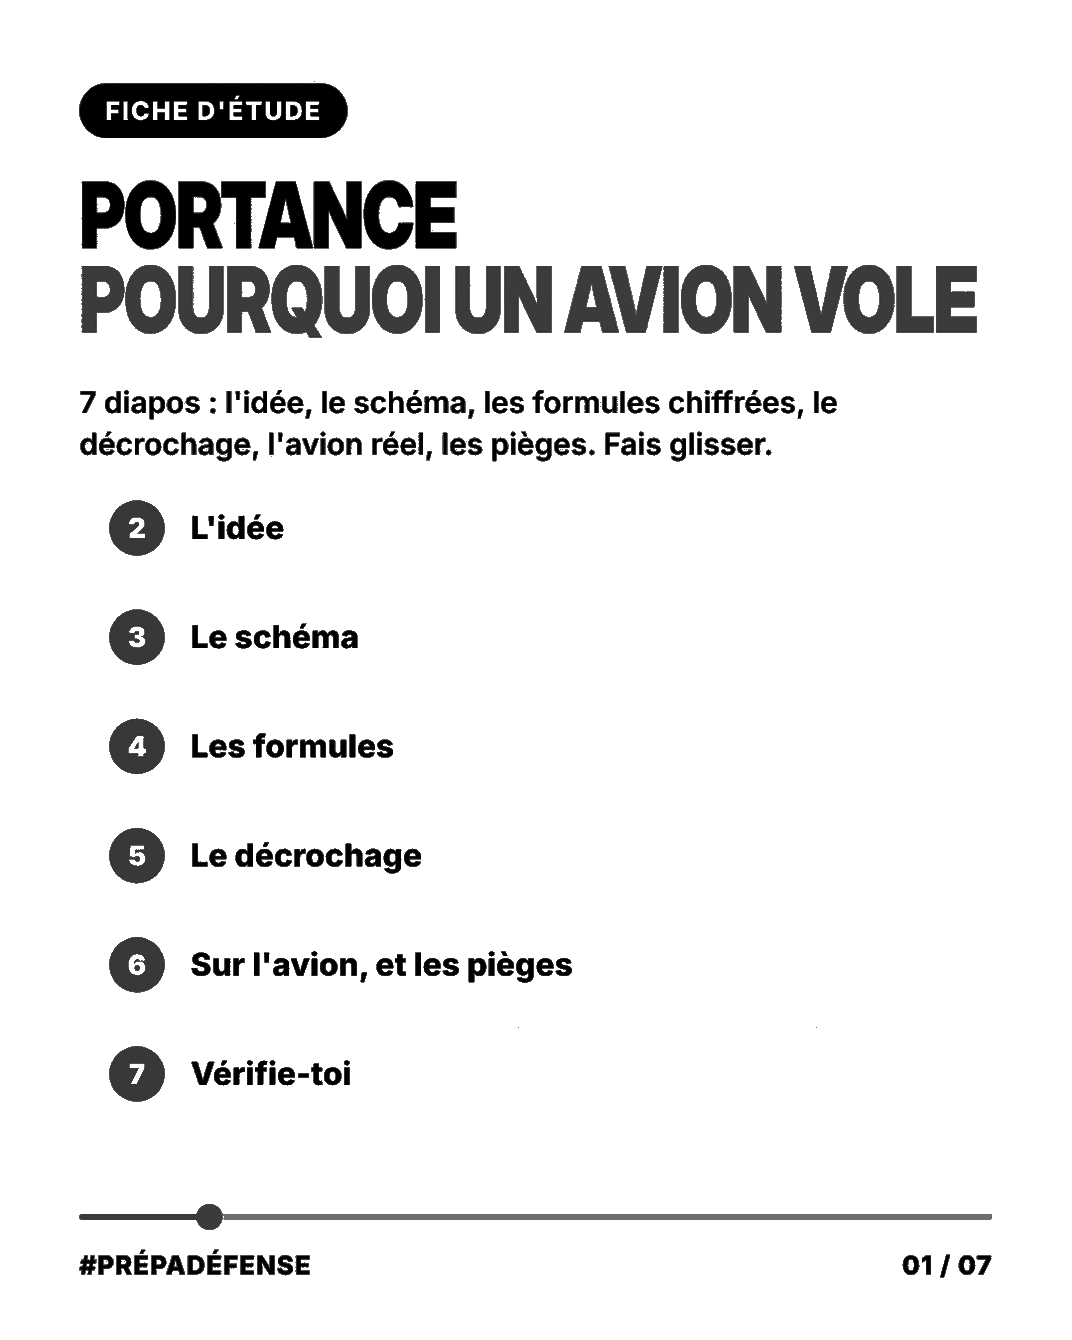 FICHE D'ÉTUDE
PORTANCE
POURQUOI UN AVION VOLE
7 diapos : l'idée, le schéma, les formules chiffrées, le
décrochage, l'avion réel, les pièges. Fais glisser.
2 L'idée
3 Le schéma
4 Les formules
5 Le décrochage
6 Sur l'avion, et les pièges
7 Vérifie-toi
#PRÉPADÉFENSE 01 / 07